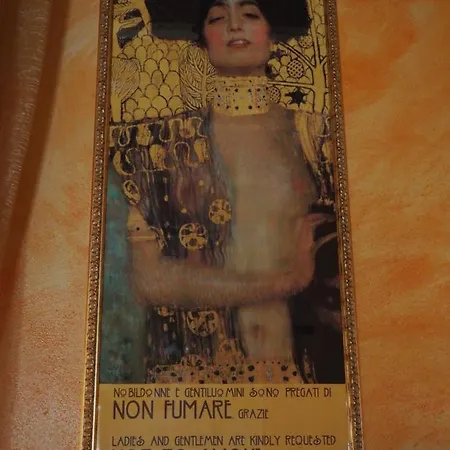 NOBILDONNE E GENTILUOMINI SONO PREGATI DI
NON FUMARE, GRAZIE
LADIES AND GENTLEMEN ARE KINDLY REQUESTED